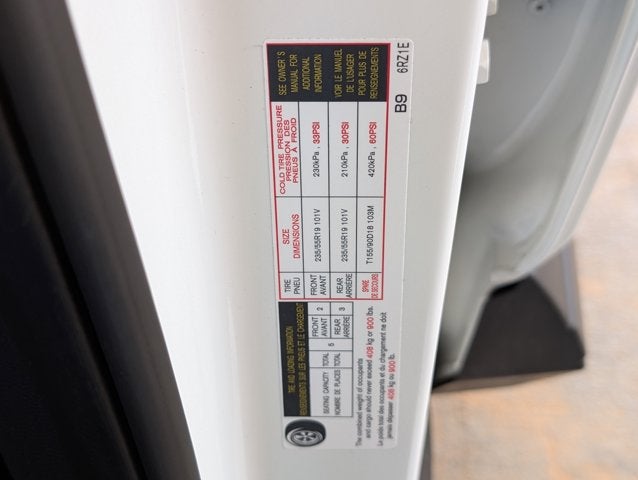 TIRE AND LOADING INFORMATION
RENSEIGNEMENTS SUR LES PNEUS ET LE CHARGEMENT
SEATING CAPACITY TOTAL 5 FRONT AVANT 2 REAR ARRIÈRE 3
NOMBRE DE PLACES TOTAL
The combined weight of occupants
and cargo should never exceed 408 kg or 900 lbs.
Le poids total des occupants et du chargement ne doit
jamais dépasser 408 kg ou 900 lb.
TIRE PNEU
SIZE DIMENSIONS
COLD TIRE PRESSURE
PRESSION DES
PNEUS À FROID
SEE OWNER'S
MANUAL FOR
ADDITIONAL
INFORMATION
FRONT AVANT 235/55R19 101V 230kPa, 33PSI
REAR ARRIÈRE 235/55R19 101V 210kPa, 30PSI
SPARE DE SECOURS T155/90D18 103M 420kPa, 60PSI
VOIR LE MANUEL
DE L'USAGER
POUR PLUS DE
RENSEIGNEMENTS
B9 6RZ1E